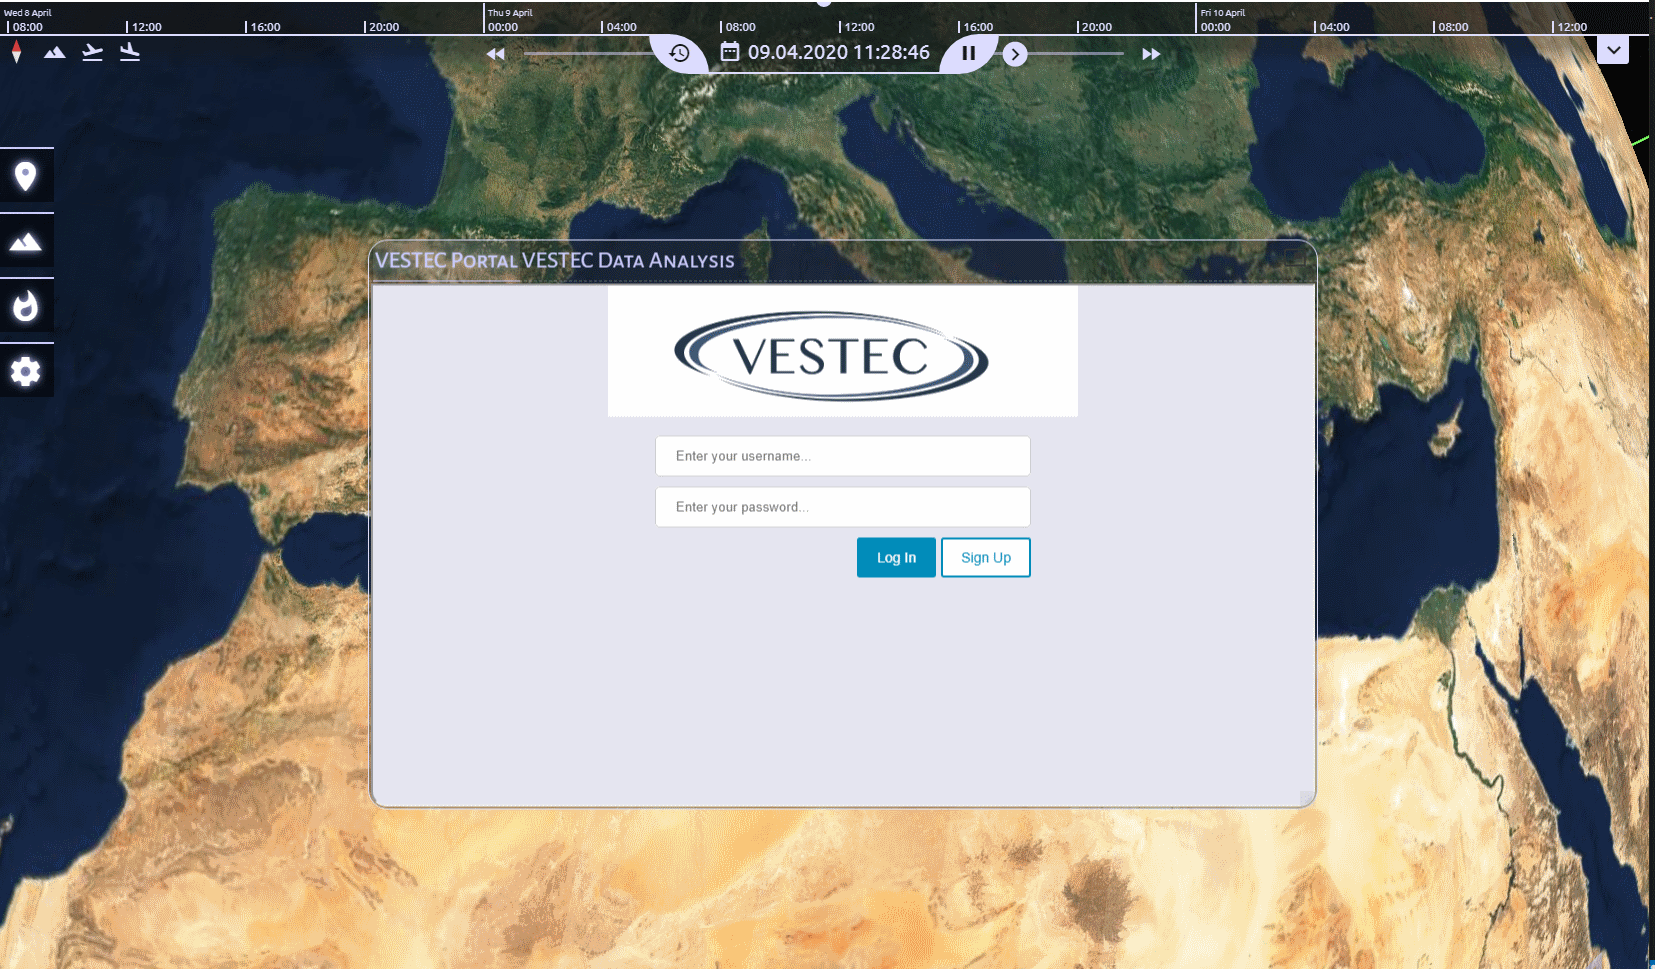 Wed 8 April
Thu 9 April
Fri 10 April
08:00
12:00
16:00
20:00
00:00
04:00
08:00
12:00
16:00
20:00
00:00
04:00
08:00
12:00
09.04.2020 11:28:46
VESTEC Portal VESTEC Data Analysis
VESTEC
Enter your username...
Enter your password...
Log In
Sign Up